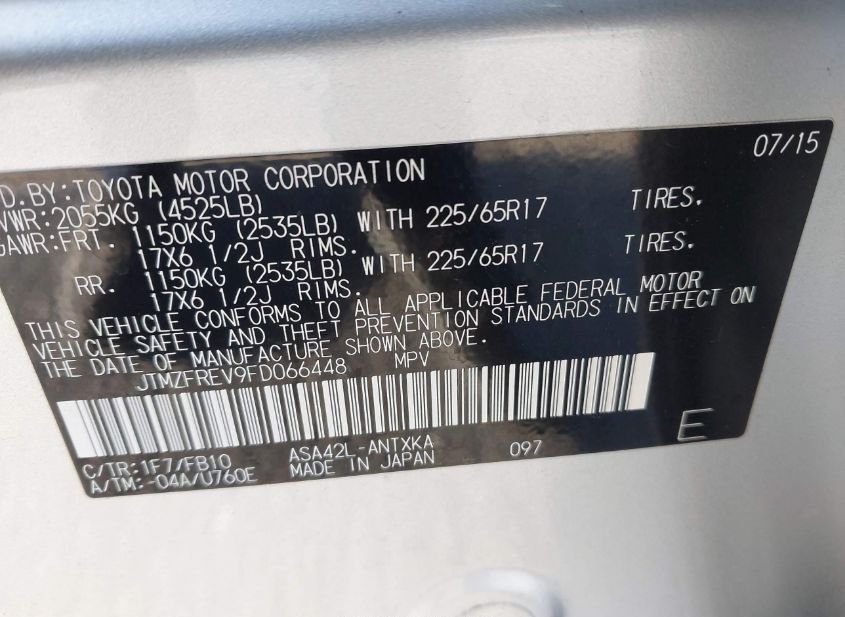 07/15
D.BY:TOYOTA MOTOR CORPORATION
VWR:2055KG (4525LB)
GAWR:FRT. 1150KG (2535LB) WITH 225/65R17 TIRES.
17X6 1/2J RIMS.
RR. 1150KG (2535LB) WITH 225/65R17 TIRES.
17X6 1/2J RIMS.
THIS VEHICLE CONFORMS TO ALL APPLICABLE FEDERAL MOTOR
VEHICLE SAFETY AND THEFT PREVENTION STANDARDS IN EFFECT ON
THE DATE OF MANUFACTURE SHOWN ABOVE.
JTMZFREV9FD066448 MPV
C/TR:1F7/FB10 ASA42L-ANTXKA 097 E
A/TM:-04A/U760E MADE IN JAPAN